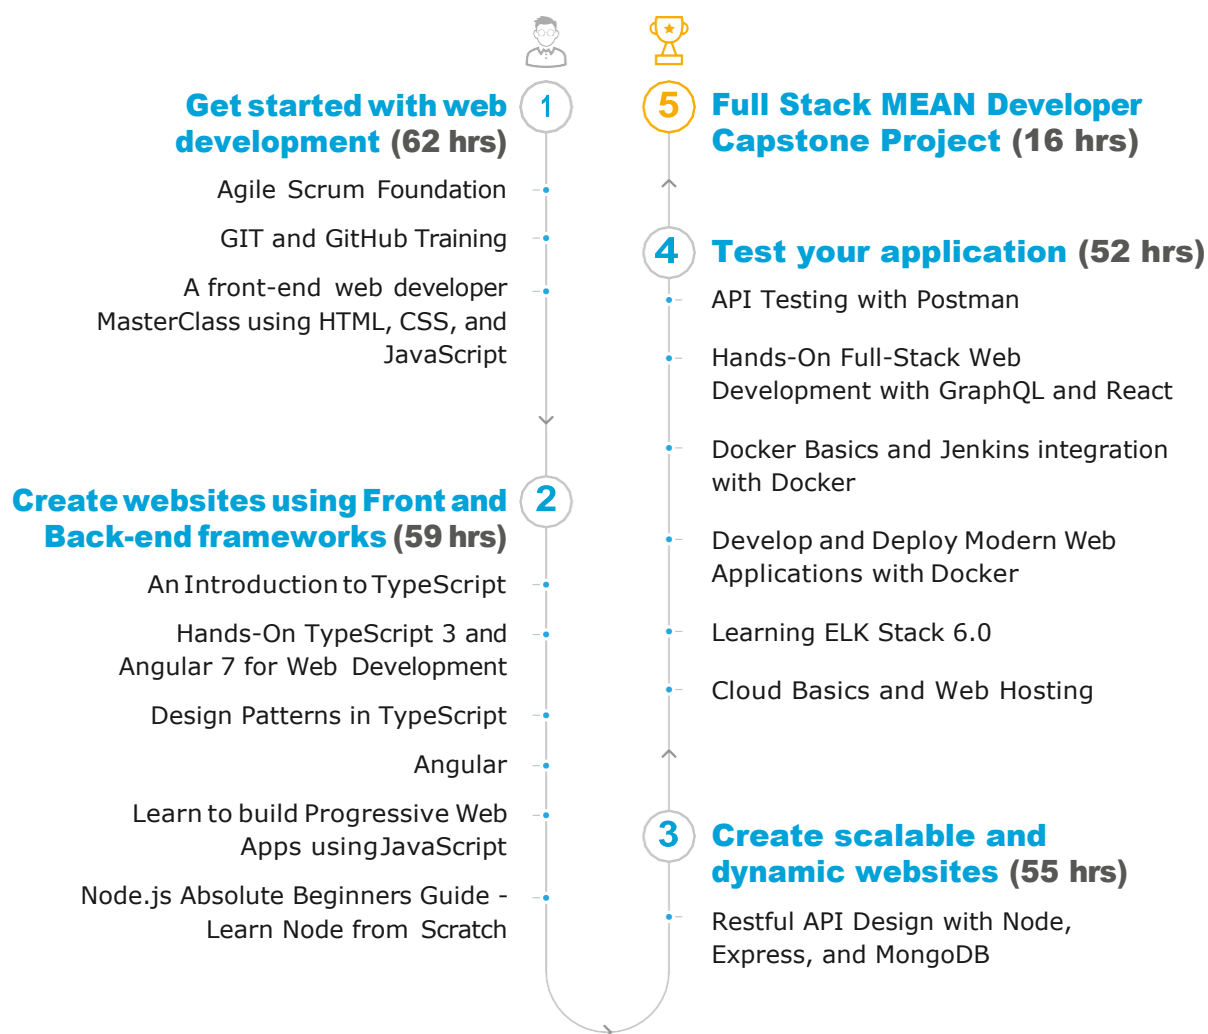 1
Get started with web
development (62 hrs)
Agile Scrum Foundation
GIT and GitHub Training
A front-end web developer
MasterClass using HTML, CSS, and
JavaScript
2
Create websites using Front and
Back-end frameworks (59 hrs)
An Introduction to TypeScript
Hands-On TypeScript 3 and
Angular 7 for Web Development
Design Patterns in TypeScript
Angular
Learn to build Progressive Web
Apps using JavaScript
Node.js Absolute Beginners Guide -
Learn Node from Scratch
3
Create scalable and
dynamic websites (55 hrs)
Restful API Design with Node,
Express, and MongoDB
4
Test your application (52 hrs)
API Testing with Postman
Hands-On Full-Stack Web
Development with GraphQL and React
Docker Basics and Jenkins integration
with Docker
Develop and Deploy Modern Web
Applications with Docker
Learning ELK Stack 6.0
Cloud Basics and Web Hosting
5
Full Stack MEAN Developer
Capstone Project (16 hrs)